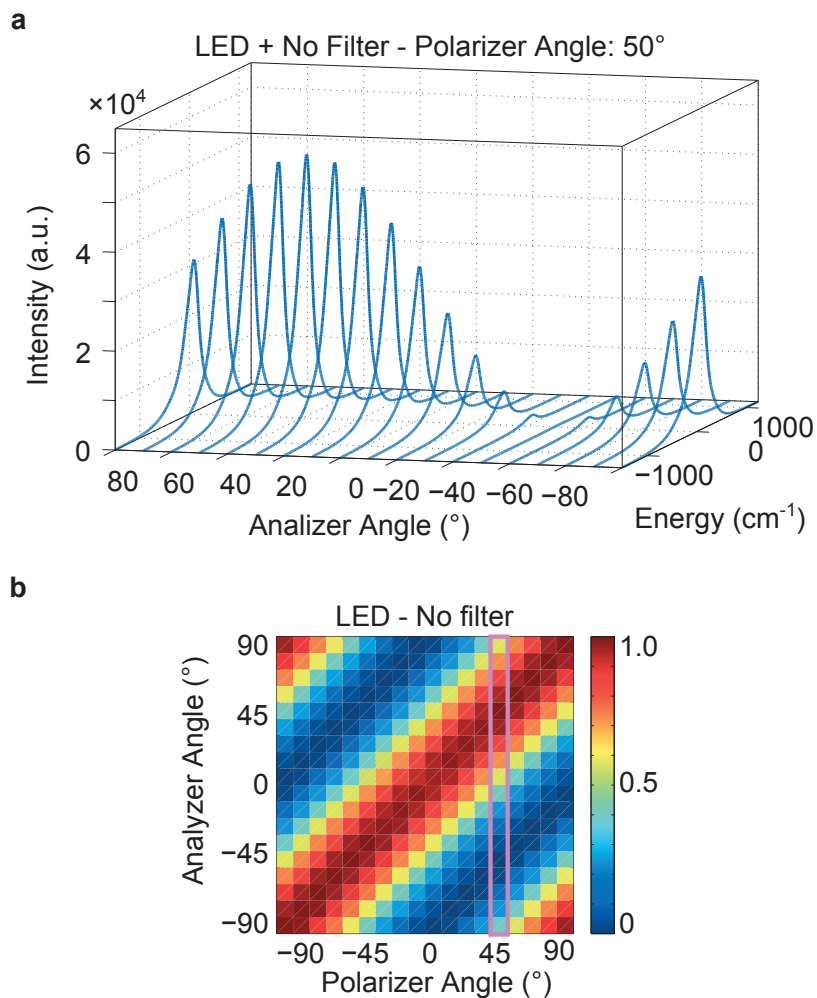 a
LED + No Filter - Polarizer Angle: 50°
×10⁴
6
4
2
0
Intensity (a.u.)
80 60 40 20 0 −20 −40 −60 −80
Analizer Angle (°)
−1000 0 1000
Energy (cm⁻¹)
b
LED - No filter
90
45
0
−45
−90
Analyzer Angle (°)
−90 −45 0 45 90
Polarizer Angle (°)
1.0
0.5
0